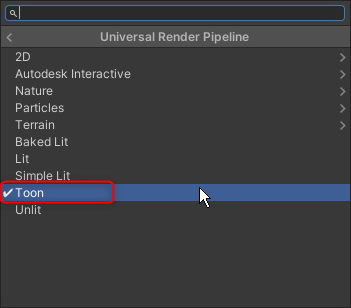 Universal Render Pipeline
2D
Autodesk Interactive
Nature
Particles
Terrain
Baked Lit
Lit
Simple Lit
Toon
Unlit